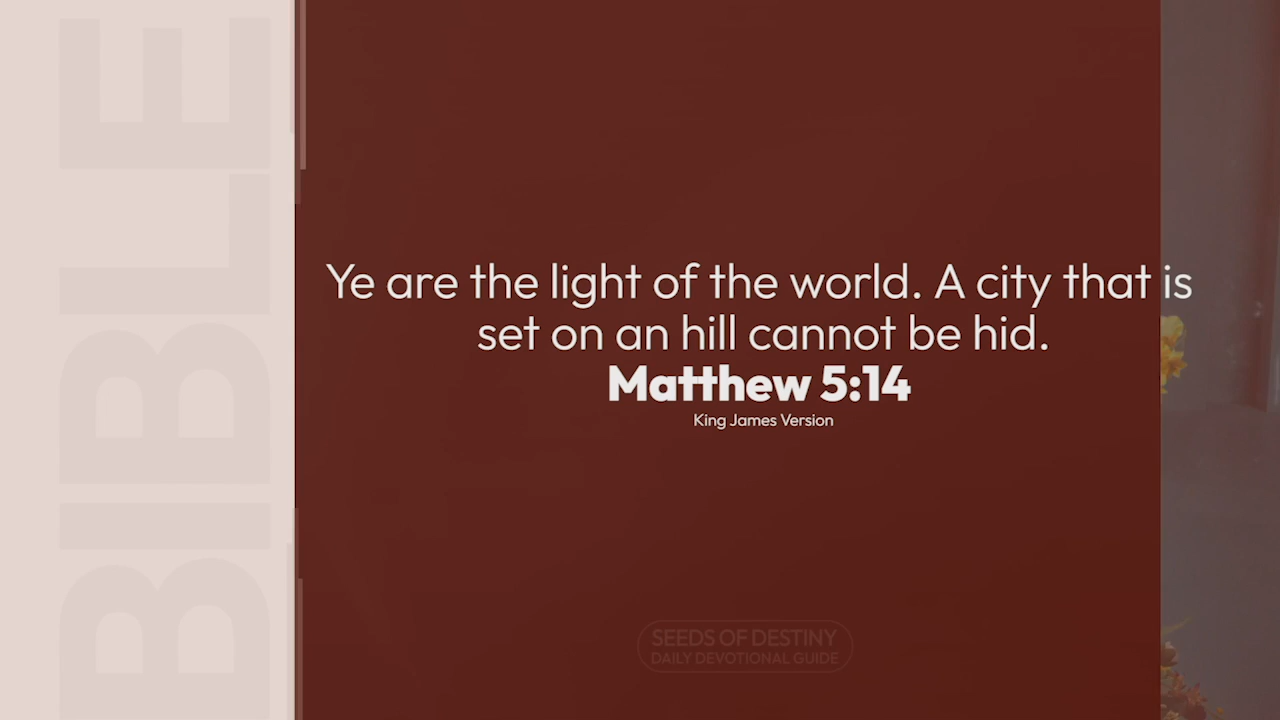 BIBLE
Ye are the light of the world. A city that is
set on an hill cannot be hid.
Matthew 5:14
King James Version
SEEDS OF DESTINY
DAILY DEVOTIONAL GUIDE